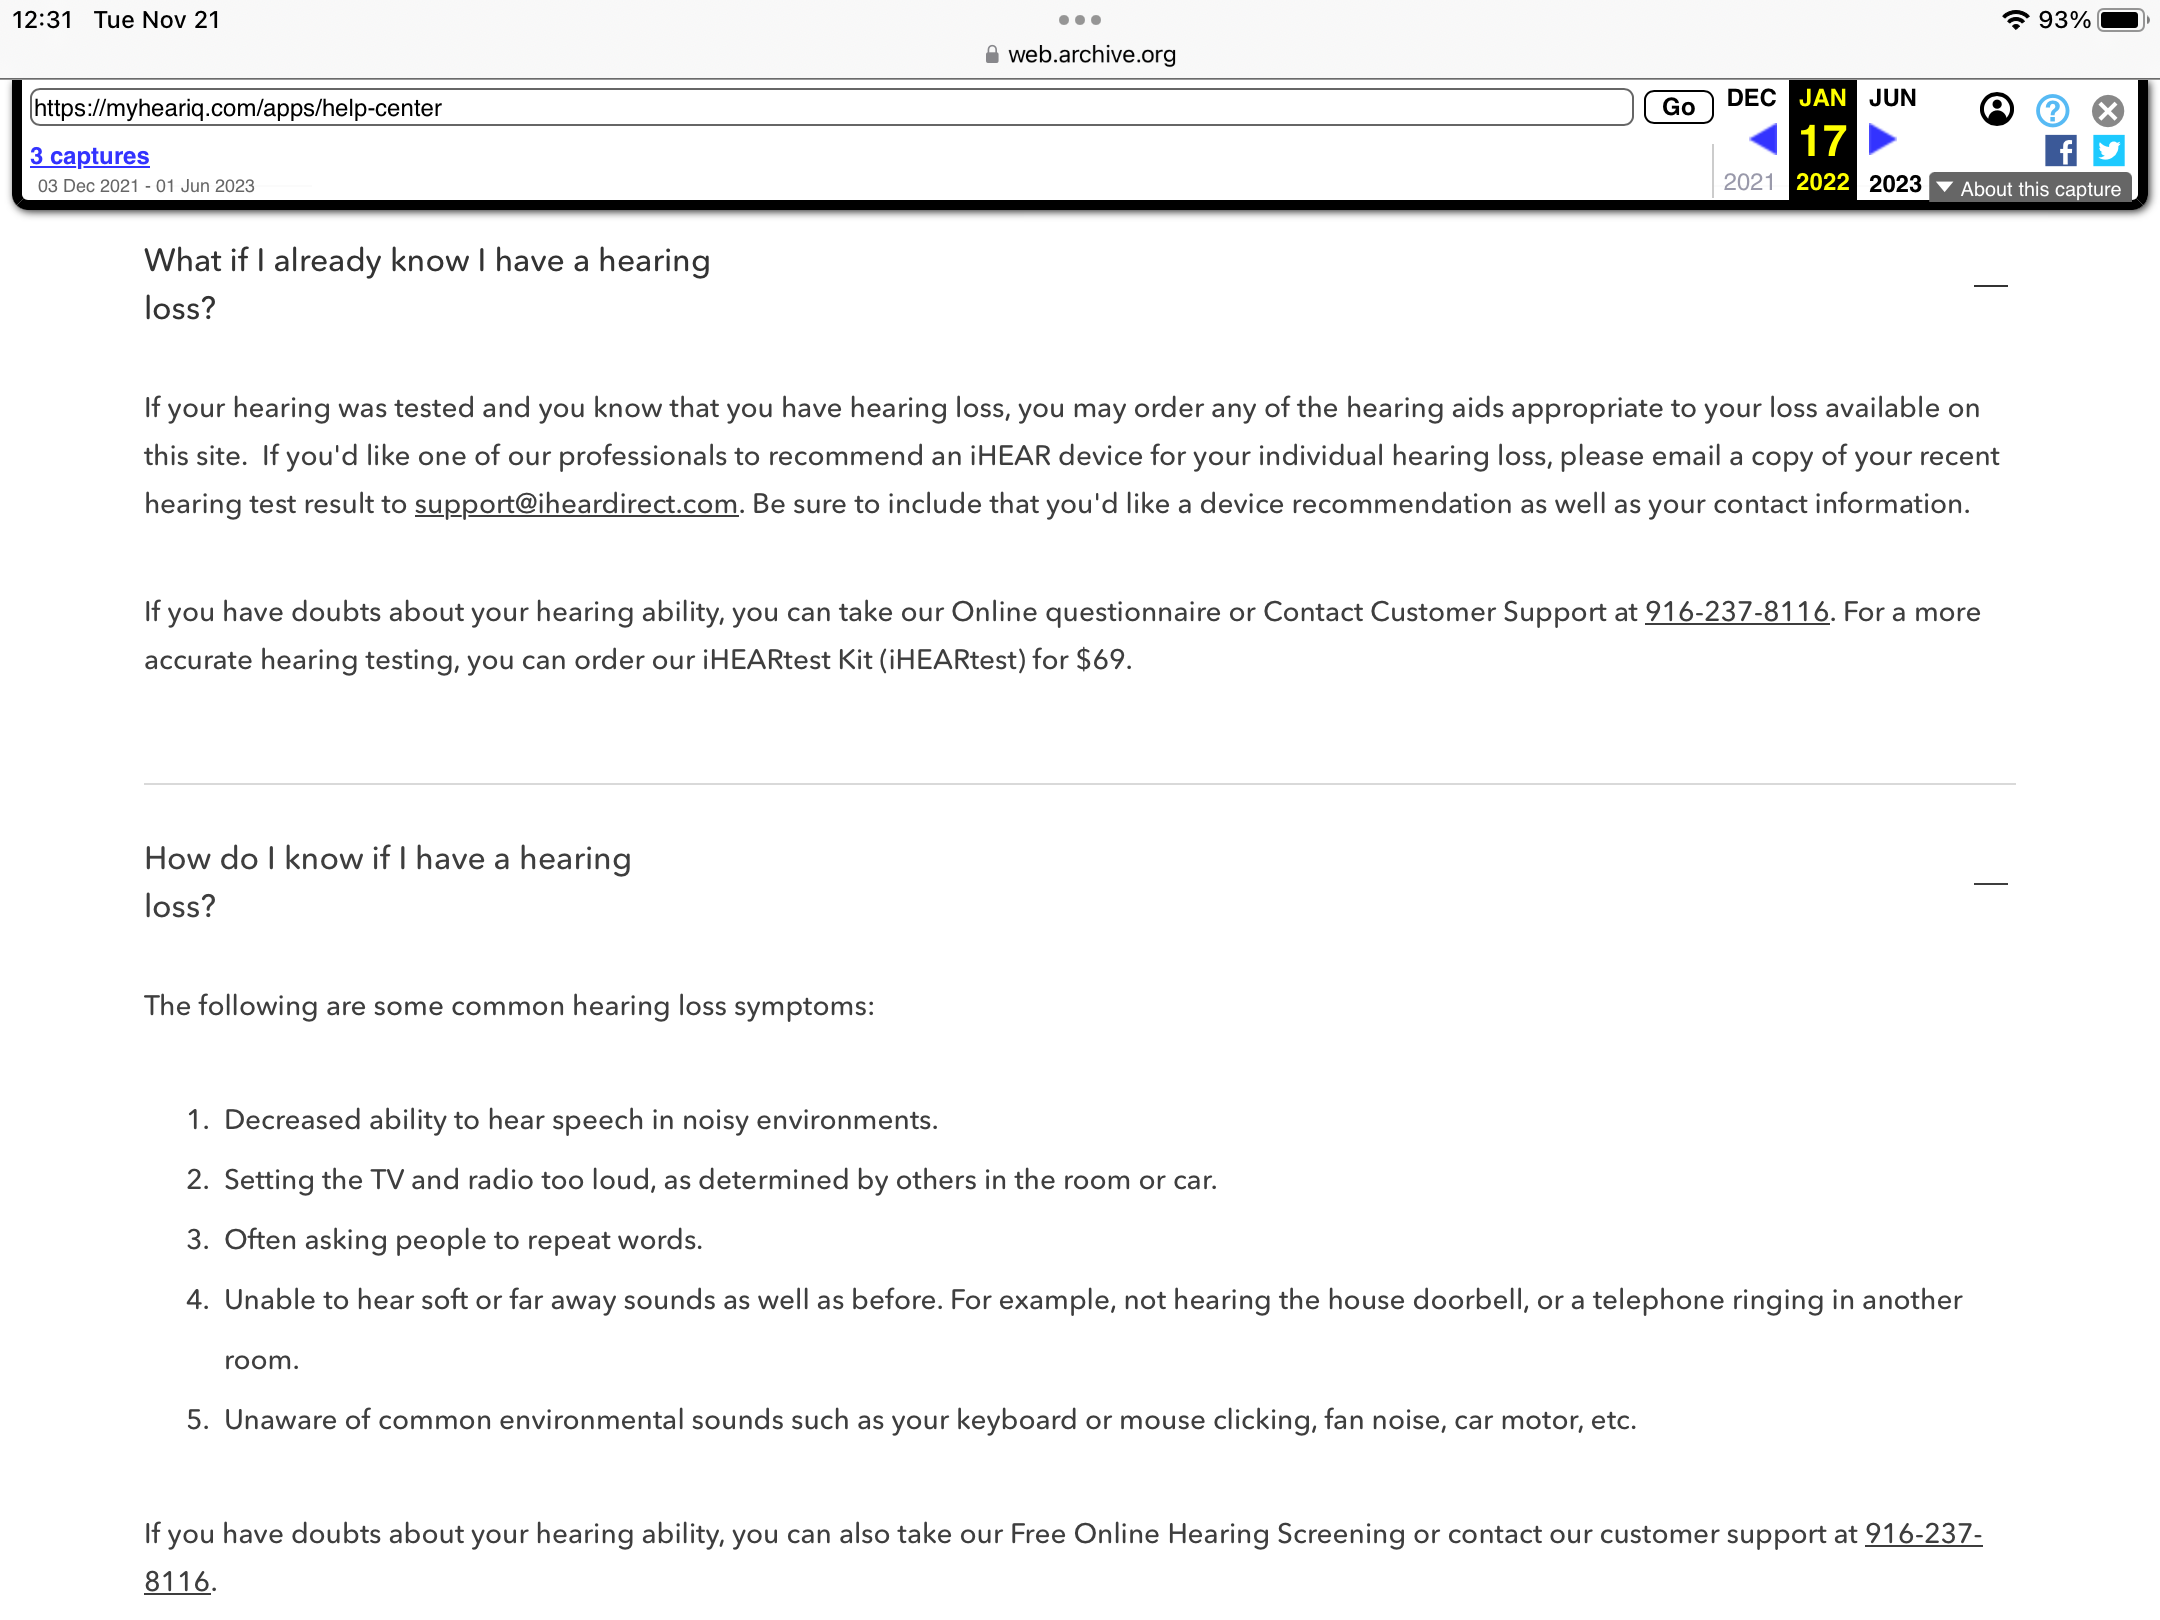 12:31 Tue Nov 21
93%
web.archive.org
https://myheariq.com/apps/help-center
Go
DEC JAN JUN
17
3 captures
03 Dec 2021 - 01 Jun 2023
2021 2022 2023
About this capture
What if I already know I have a hearing
loss?
If your hearing was tested and you know that you have hearing loss, you may order any of the hearing aids appropriate to your loss available on
this site.  If you'd like one of our professionals to recommend an iHEAR device for your individual hearing loss, please email a copy of your recent
hearing test result to support@iheardirect.com. Be sure to include that you'd like a device recommendation as well as your contact information.
If you have doubts about your hearing ability, you can take our Online questionnaire or Contact Customer Support at 916-237-8116. For a more
accurate hearing testing, you can order our iHEARtest Kit (iHEARtest) for $69.
How do I know if I have a hearing
loss?
The following are some common hearing loss symptoms:
1. Decreased ability to hear speech in noisy environments.
2. Setting the TV and radio too loud, as determined by others in the room or car.
3. Often asking people to repeat words.
4. Unable to hear soft or far away sounds as well as before. For example, not hearing the house doorbell, or a telephone ringing in another
room.
5. Unaware of common environmental sounds such as your keyboard or mouse clicking, fan noise, car motor, etc.
If you have doubts about your hearing ability, you can also take our Free Online Hearing Screening or contact our customer support at 916-237-
8116.